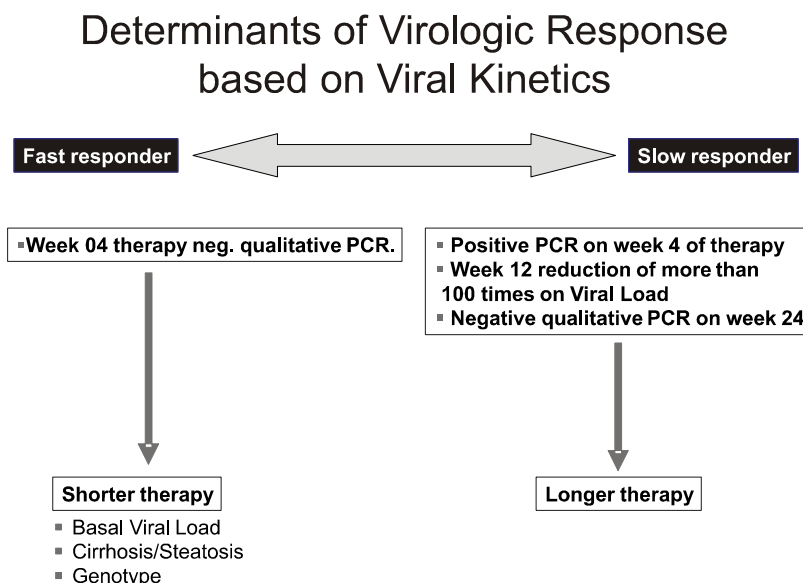 Determinants of Virologic Response
based on Viral Kinetics
Fast responder
Slow responder
▪Week 04 therapy neg. qualitative PCR.
▪ Positive PCR on week 4 of therapy
▪ Week 12 reduction of more than
100 times on Viral Load
▪ Negative qualitative PCR on week 24
Shorter therapy
▪ Basal Viral Load
▪ Cirrhosis/Steatosis
▪ Genotype
Longer therapy